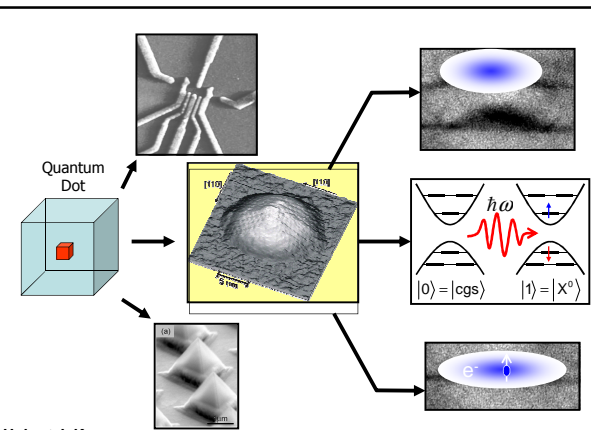 Quantum
Dot
[110]
[110]
5 nm
ħω
|0⟩=|cgs⟩
|1⟩=|X⁰⟩
(a)
e⁻